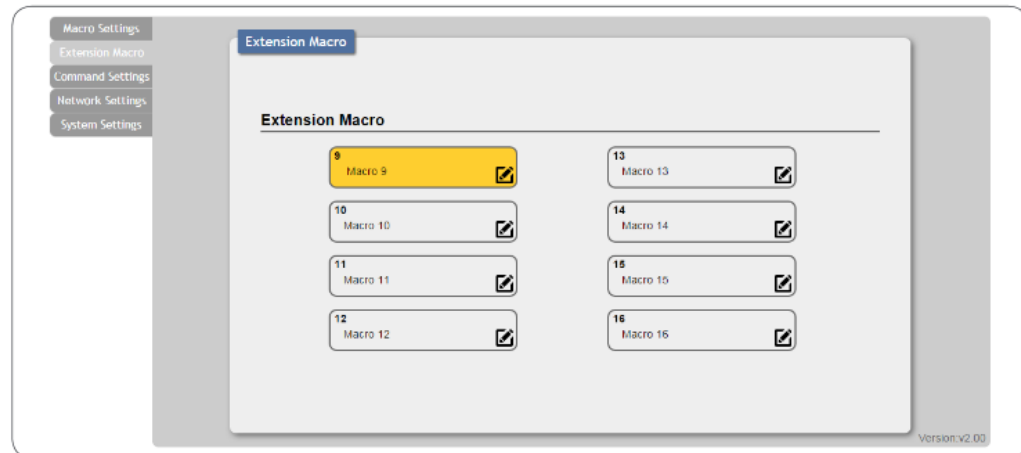 Macro Settings
Extension Macro
Command Settings
Network Settings
System Settings
Extension Macro
Extension Macro
9
Macro 9
10
Macro 10
11
Macro 11
12
Macro 12
13
Macro 13
14
Macro 14
15
Macro 15
16
Macro 16
Version:v2.00